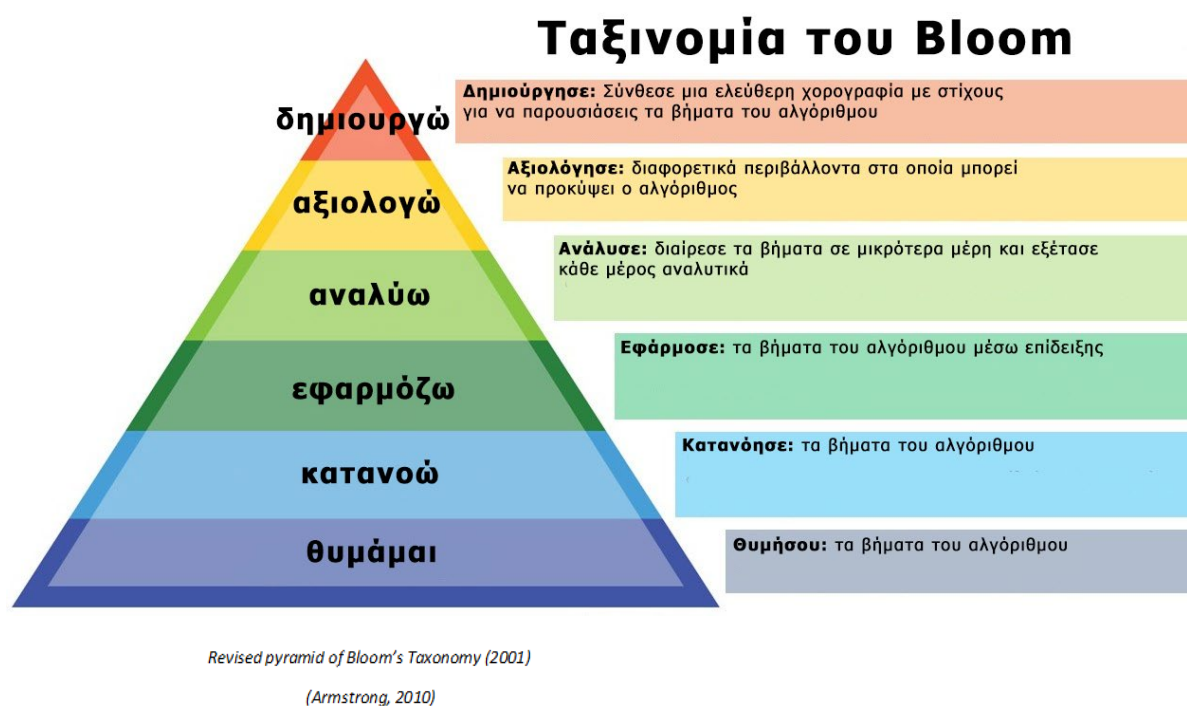 Ταξινομία του Bloom
δημιουργώ
Δημιούργησε: Σύνθεσε μια ελεύθερη χορογραφία με στίχους
για να παρουσιάσεις τα βήματα του αλγόριθμου
αξιολογώ
Αξιολόγησε: διαφορετικά περιβάλλοντα στα οποία μπορεί
να προκύψει ο αλγόριθμος
αναλύω
Ανάλυσε: διαίρεσε τα βήματα σε μικρότερα μέρη και εξέτασε
κάθε μέρος αναλυτικά
εφαρμόζω
Εφάρμοσε: τα βήματα του αλγόριθμου μέσω επίδειξης
κατανοώ
Κατανόησε: τα βήματα του αλγόριθμου
θυμάμαι
Θυμήσου: τα βήματα του αλγόριθμου
Revised pyramid of Bloom's Taxonomy (2001)
(Armstrong, 2010)